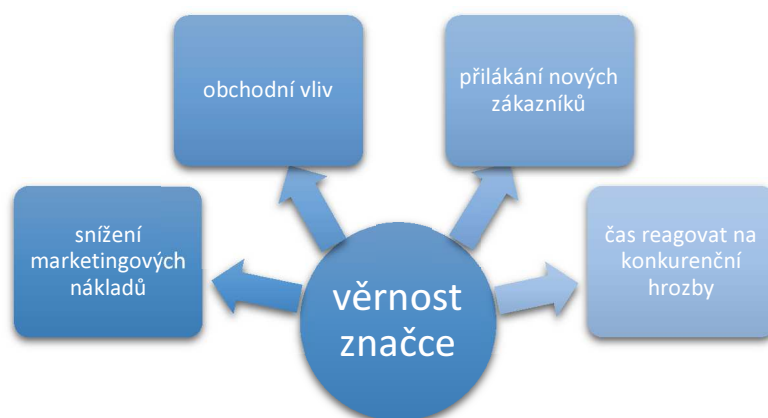 obchodní vliv
přilákání nových
zákazníků
snížení
marketingových
nákladů
čas reagovat na
konkurenční
hrozby
věrnost
značce